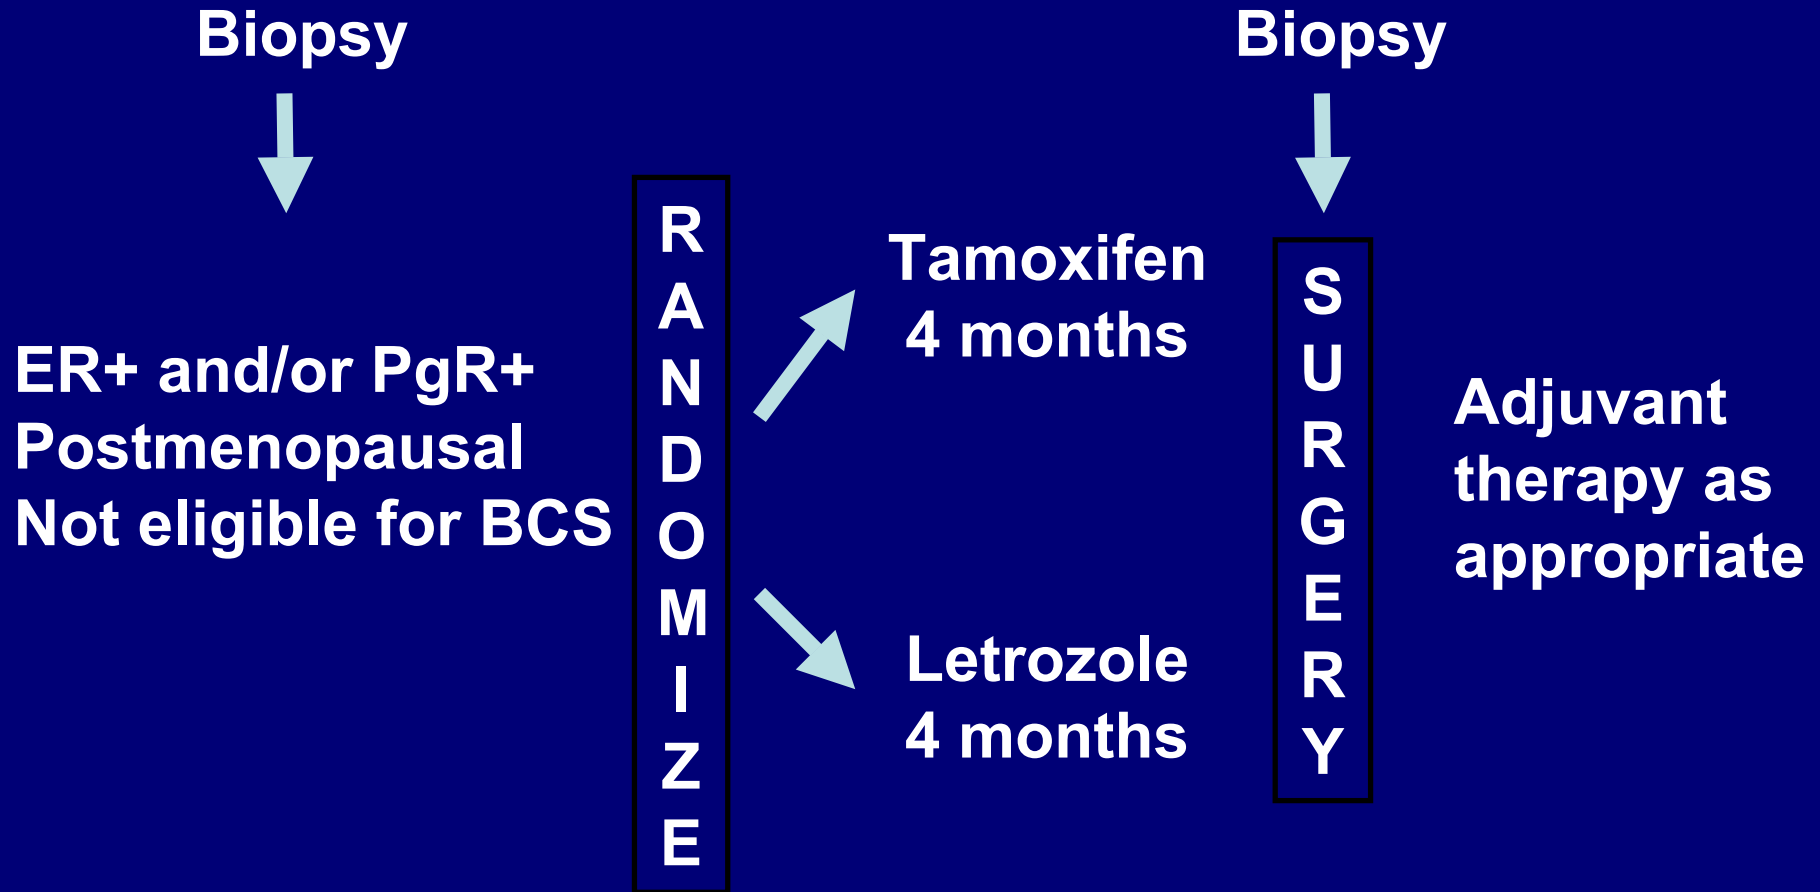 Biopsy
ER+ and/or PgR+
Postmenopausal
Not eligible for BCS
R
A
N
D
O
M
I
Z
E
Tamoxifen
4 months
Letrozole
4 months
Biopsy
S
U
R
G
E
R
Y
Adjuvant
therapy as
appropriate